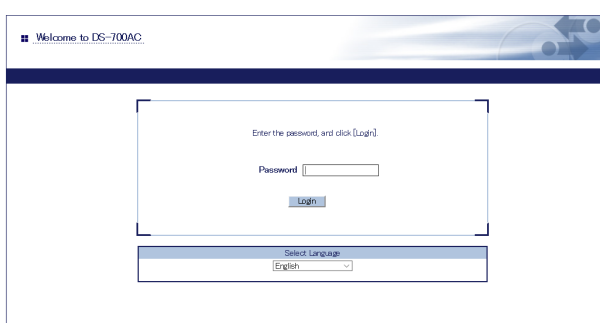 Welcome to DS-700AC
Enter the password, and click [Login].
Password
Login
Select Language
English